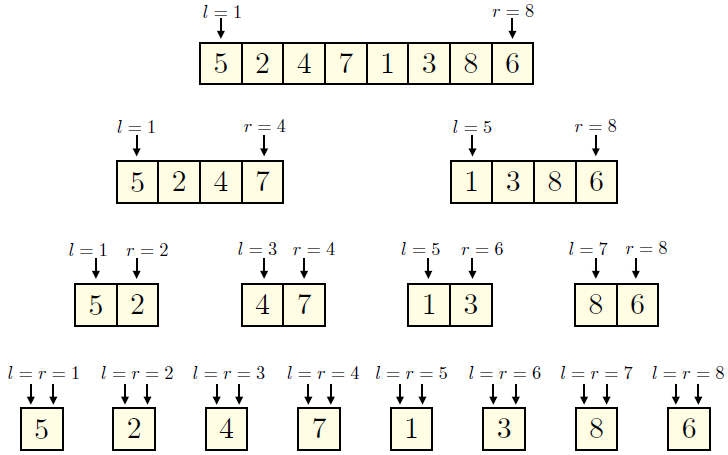 l = 1 r = 8
5 2 4 7 1 3 8 6
l = 1 r = 4 l = 5 r = 8
5 2 4 7 1 3 8 6
l = 1 r = 2 l = 3 r = 4 l = 5 r = 6 l = 7 r = 8
5 2 4 7 1 3 8 6
l = r = 1 l = r = 2 l = r = 3 l = r = 4 l = r = 5 l = r = 6 l = r = 7 l = r = 8
5 2 4 7 1 3 8 6